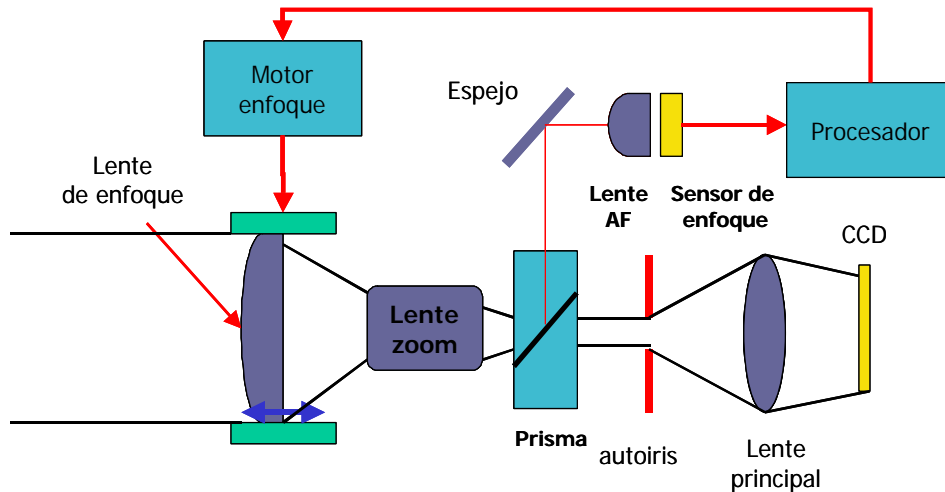 Motor
enfoque
Espejo
Procesador
Lente
de enfoque
Lente
AF
Sensor de
enfoque
CCD
Lente
zoom
Prisma
autoiris
Lente
principal